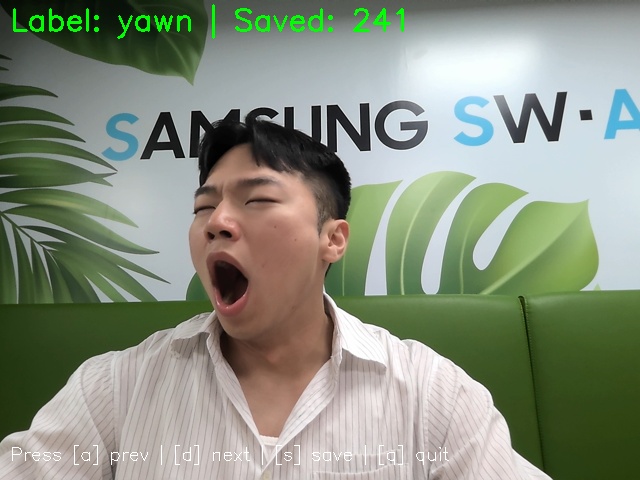 Label: yawn | Saved: 241
SAMSUNG SW·A
Press [a] prev | [d] next | [s] save | [q] quit